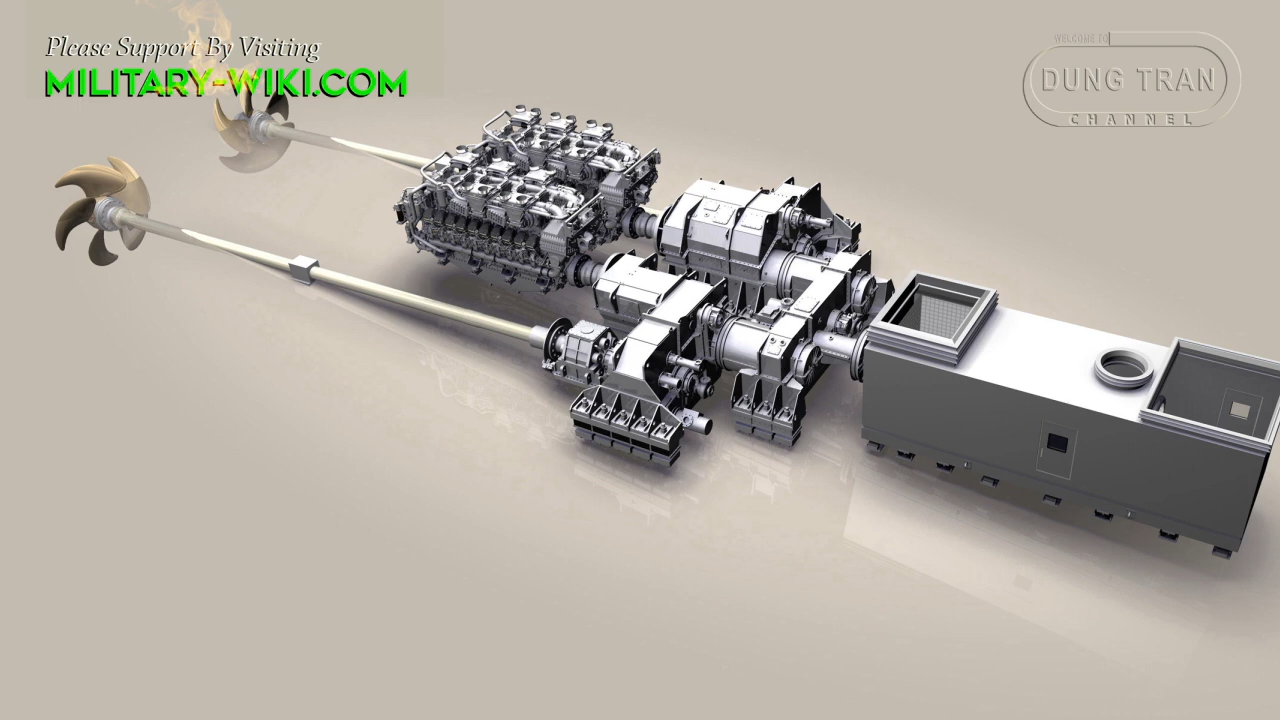 Please Support By Visiting
MILITARY-WIKI.COM
WELCOME TO
DUNG TRAN
CHANNEL